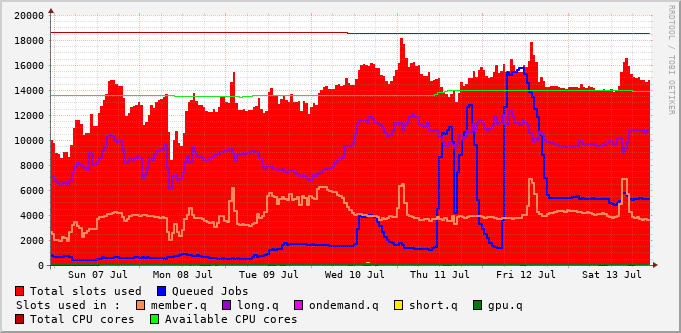 20000
18000
16000
14000
12000
10000
8000
6000
4000
2000
0
Sun 07 Jul Mon 08 Jul Tue 09 Jul Wed 10 Jul Thu 11 Jul Fri 12 Jul Sat 13 Jul
RRDTOOL / TOBI OETIKER
Total slots used Queued Jobs
Slots used in : member.q long.q ondemand.q short.q gpu.q
Total CPU cores Available CPU cores